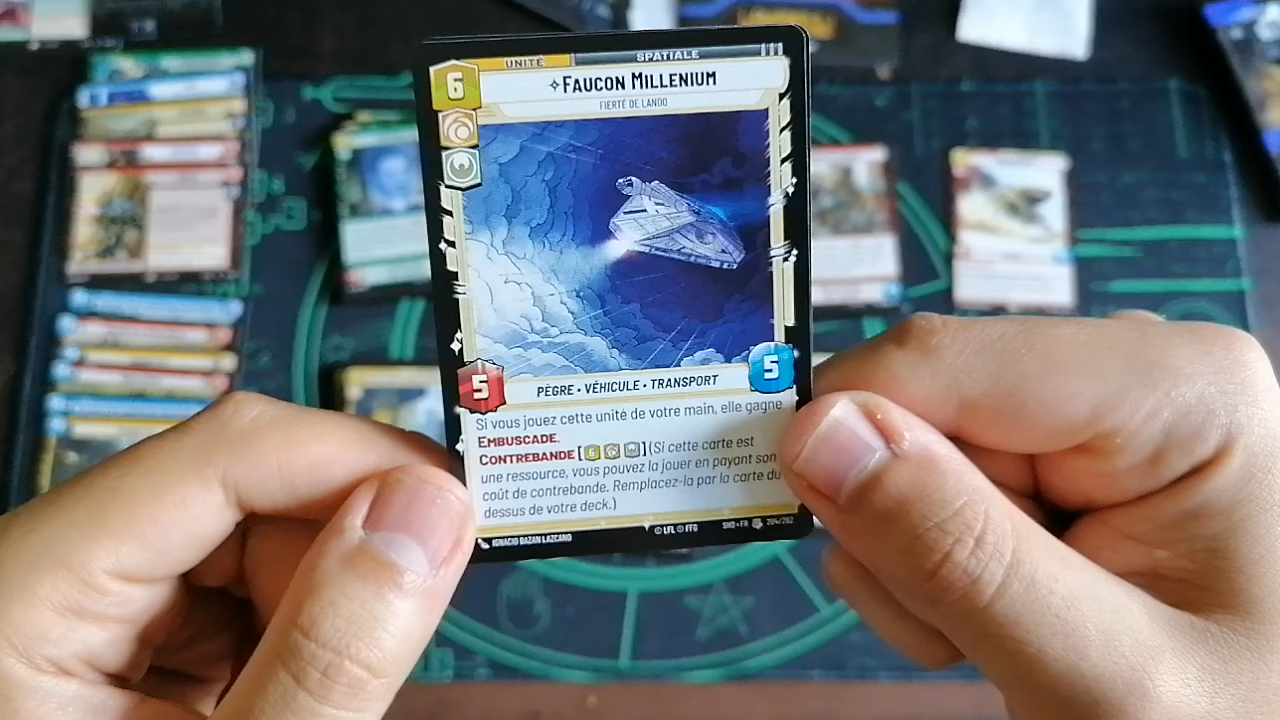 UNITÉ
SPATIALE
6
FAUCON MILLENIUM
FIERTÉ DE LANDO
5
5
PÈGRE • VÉHICULE • TRANSPORT
Si vous jouez cette unité de votre main, elle gagne
EMBUSCADE.
CONTREBANDE [6] (Si cette carte est
une ressource, vous pouvez la jouer en payant son
coût de contrebande. Remplacez-la par la carte du
dessus de votre deck.)
IGNACIO BAZAN LAZCANO
© LFL © FFG
SHD • FR
204/262